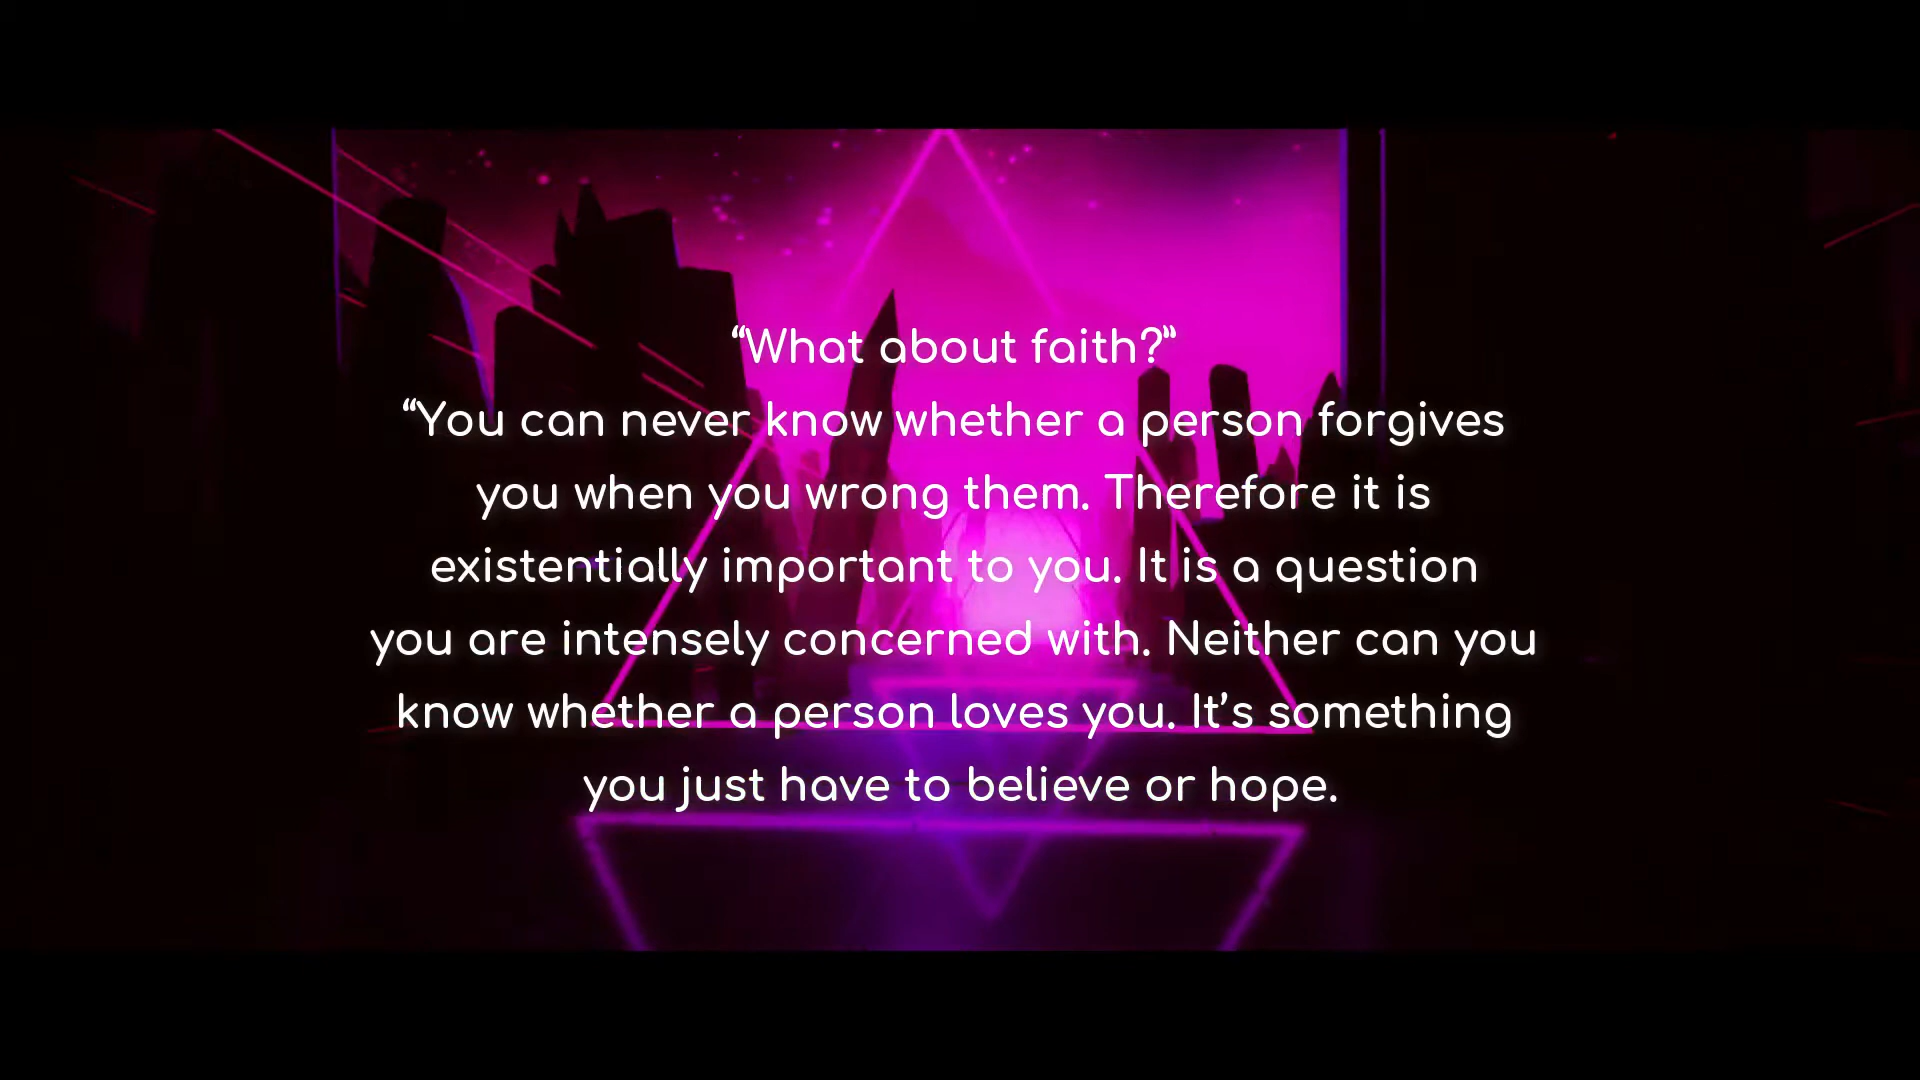 “What about faith?”
“You can never know whether a person forgives
you when you wrong them. Therefore it is
existentially important to you. It is a question
you are intensely concerned with. Neither can you
know whether a person loves you. It’s something
you just have to believe or hope.